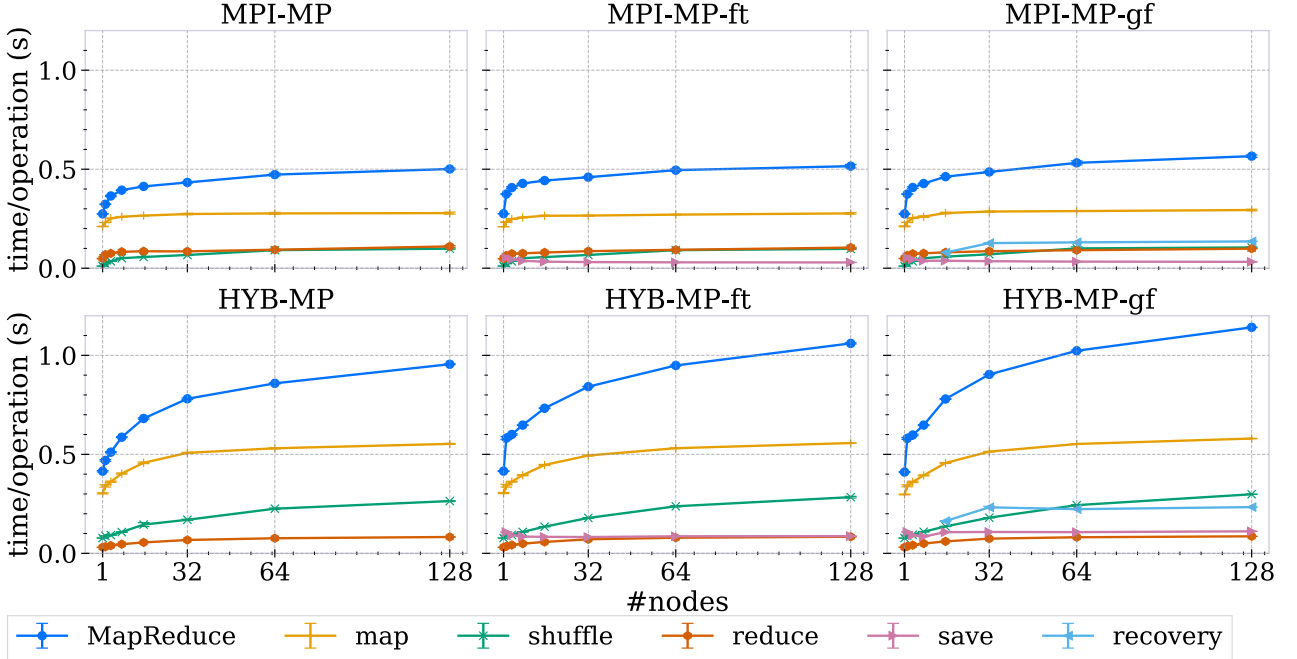 MPI-MP MPI-MP-ft MPI-MP-gf
time/operation (s)
1.0
0.5
0.0
HYB-MP HYB-MP-ft HYB-MP-gf
time/operation (s)
1.0
0.5
0.0
1 32 64 128 1 32 64 128 1 32 64 128
#nodes
MapReduce map shuffle reduce save recovery